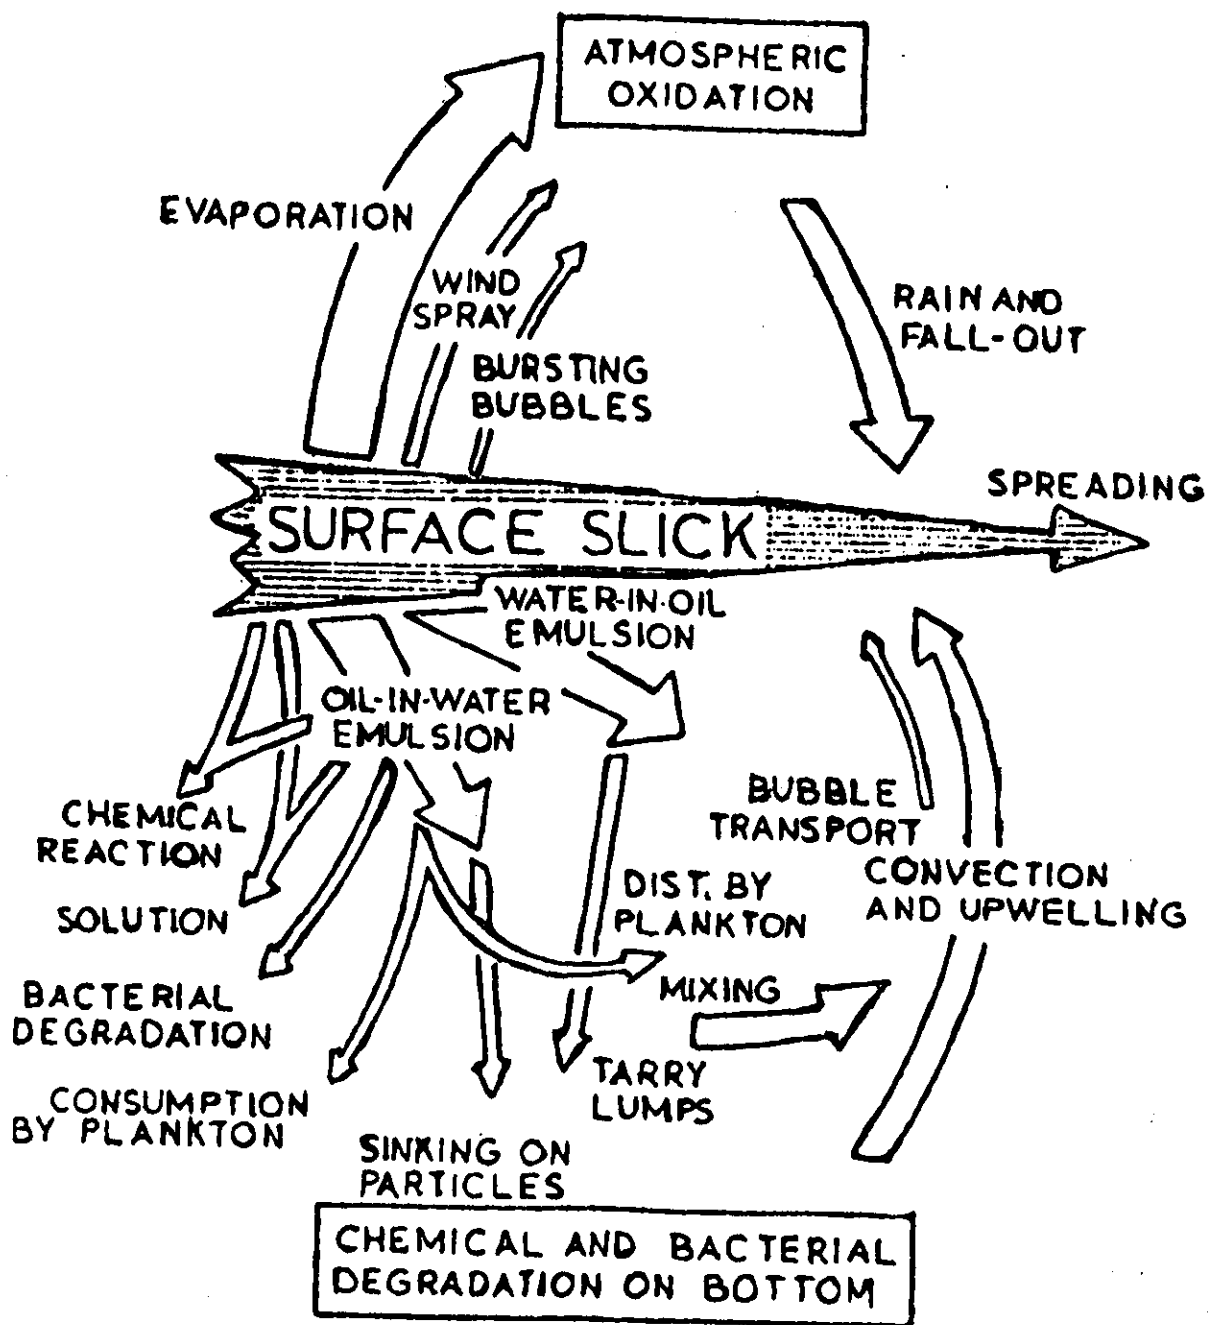 ATMOSPHERIC
OXIDATION
EVAPORATION
WIND
SPRAY
RAIN AND
FALL-OUT
BURSTING
BUBBLES
SPREADING
SURFACE SLICK
WATER-IN-OIL
EMULSION
OIL-IN-WATER
EMULSION
BUBBLE
TRANSPORT
CHEMICAL
REACTION
CONVECTION
AND UPWELLING
DIST. BY
PLANKTON
SOLUTION
MIXING
BACTERIAL
DEGRADATION
TARRY
LUMPS
CONSUMPTION
BY PLANKTON
SINKING ON
PARTICLES
CHEMICAL AND BACTERIAL
DEGRADATION ON BOTTOM